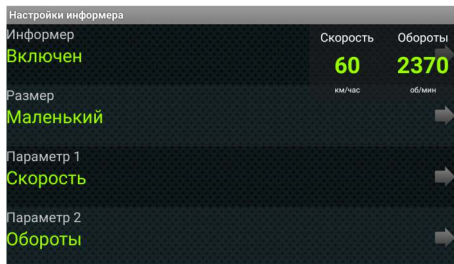 Настройки информера
Информер
Включен
Скорость Обороты
60 2370
км/час об/мин
Размер
Маленький
Параметр 1
Скорость
Параметр 2
Обороты